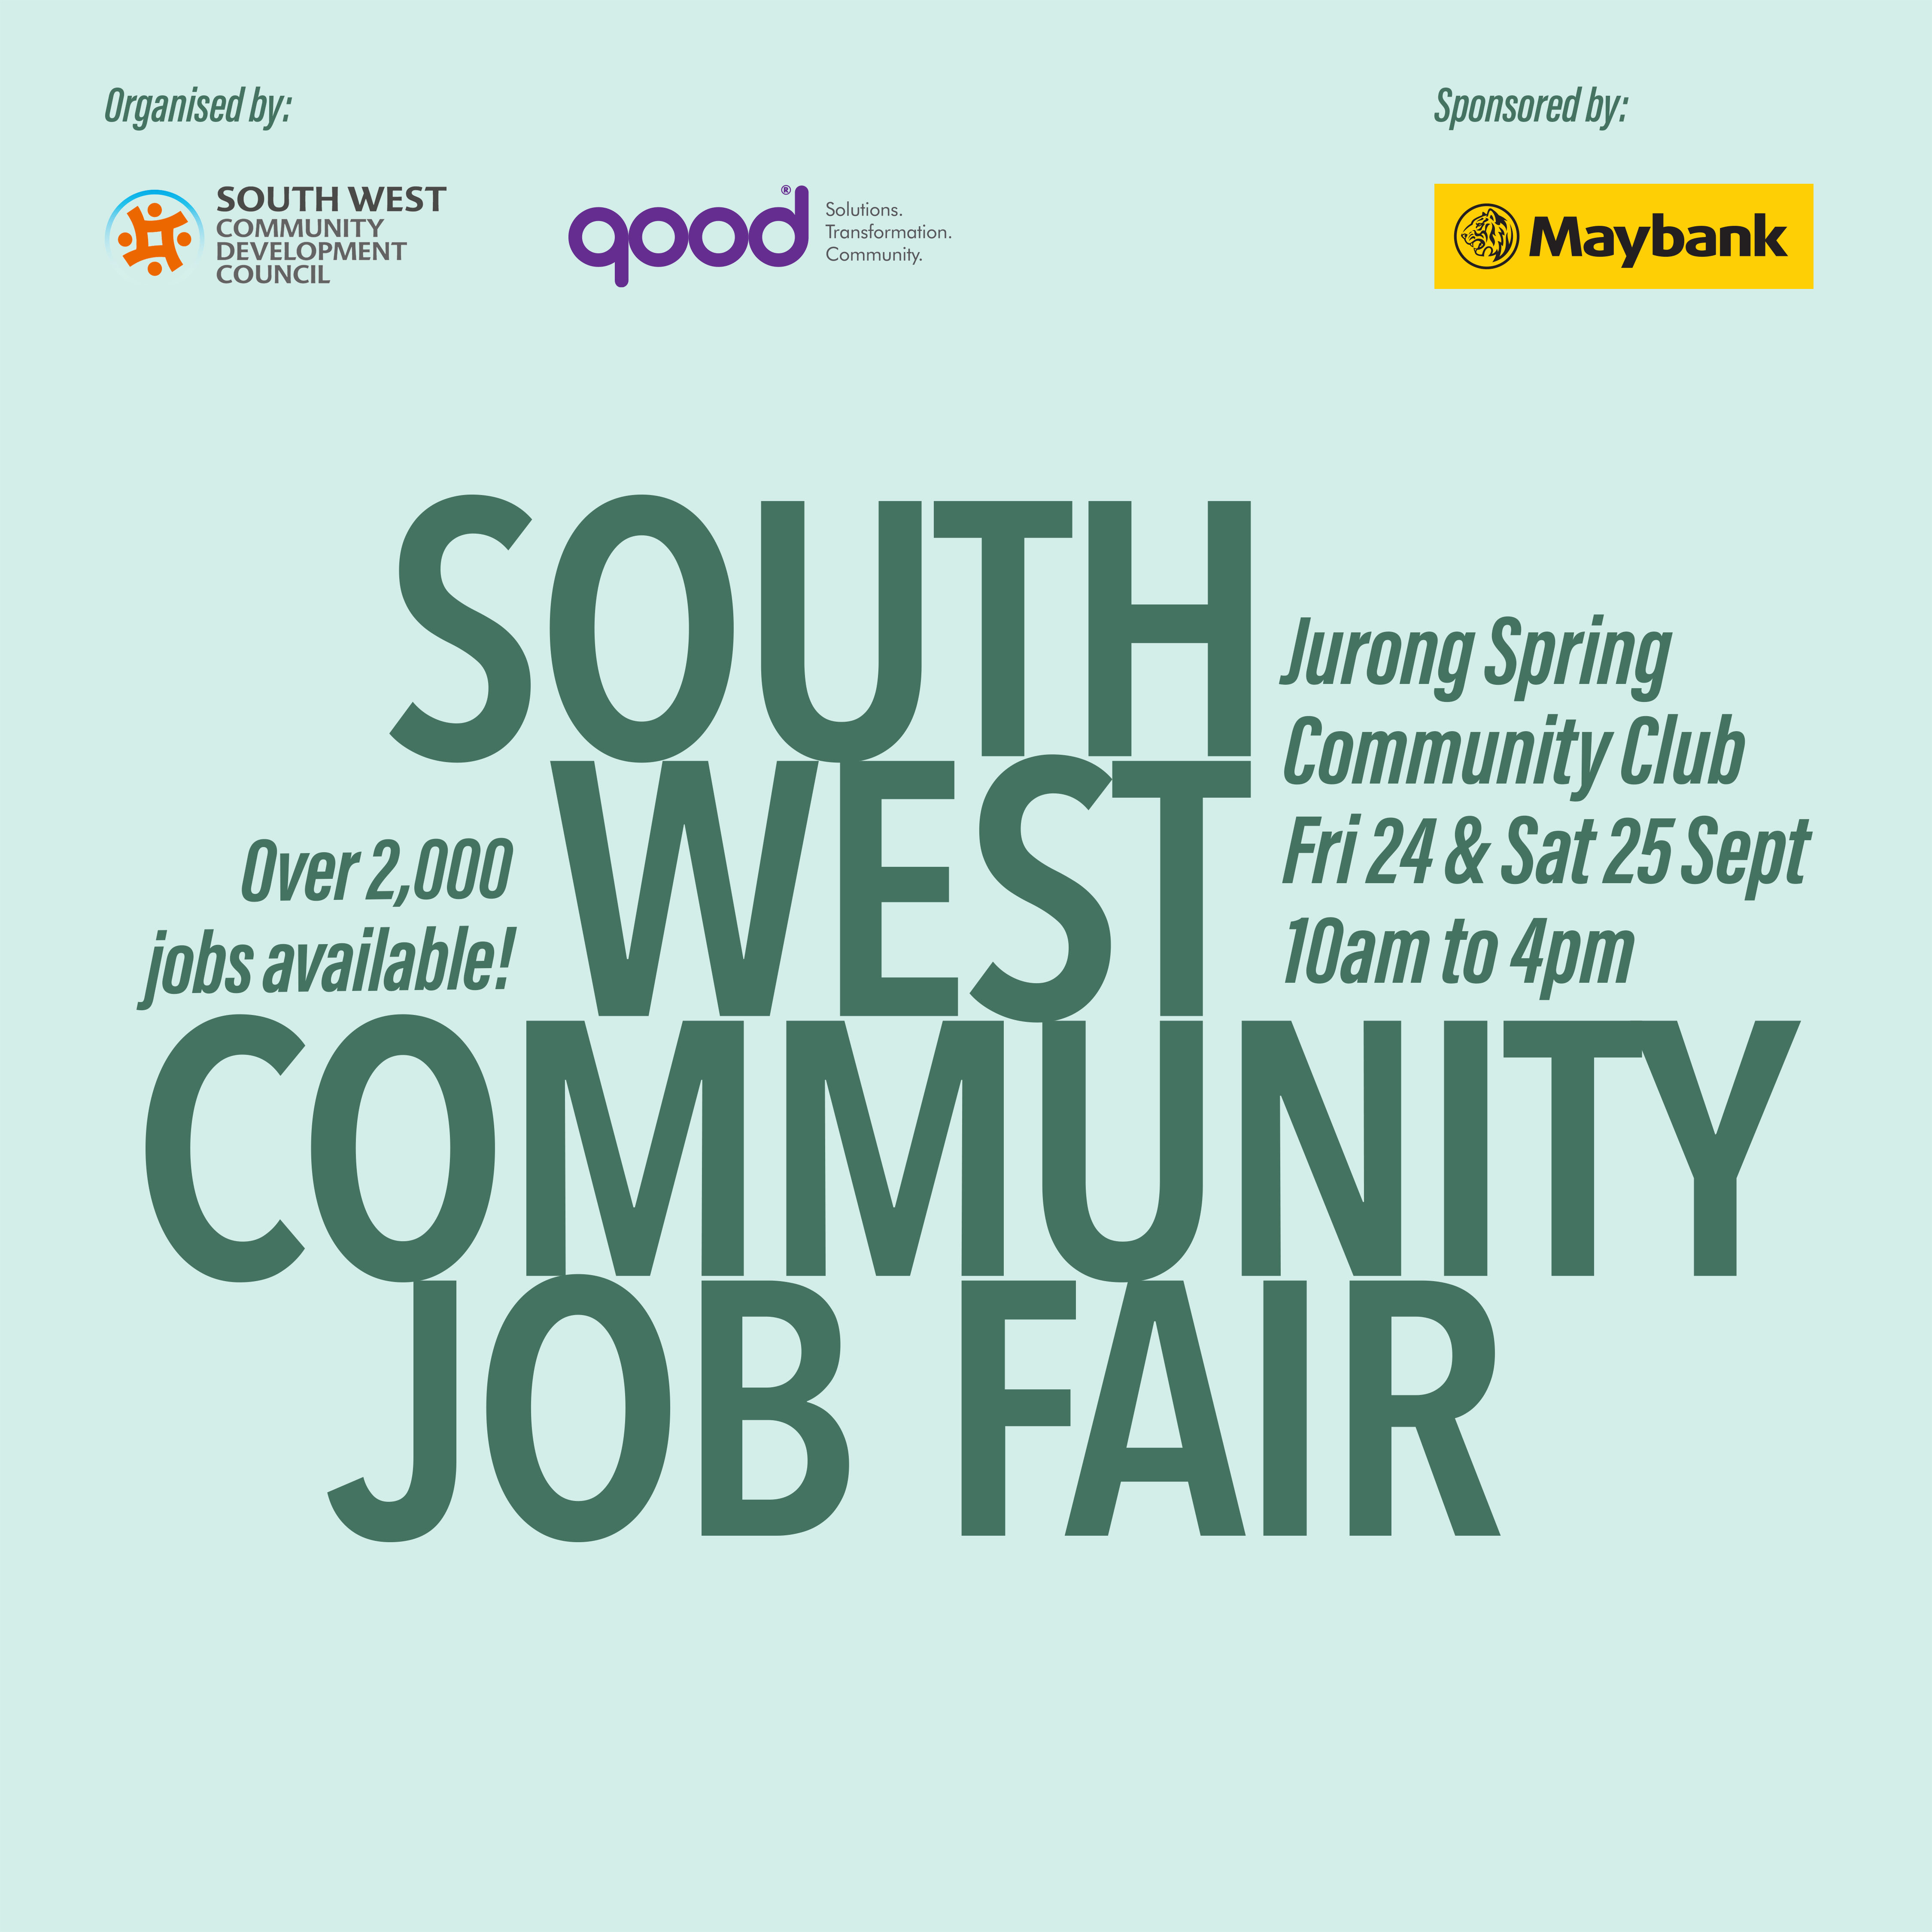 Organised by:
Sponsored by:
SOUTH WEST
COMMUNITY
DEVELOPMENT
COUNCIL
qood®
Solutions.
Transformation.
Community.
Maybank
SOUTH
WEST
COMMUNITY
JOB FAIR
Over 2,000
jobs available!
Jurong Spring
Community Club
Fri 24 & Sat 25 Sept
10am to 4pm